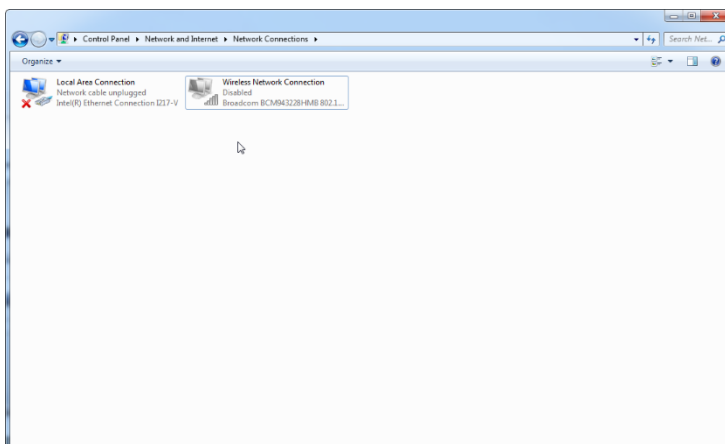 Control Panel ▸ Network and Internet ▸ Network Connections ▸
Search Net...
Organize
Local Area Connection
Network cable unplugged
Intel(R) Ethernet Connection I217-V
Wireless Network Connection
Disabled
Broadcom BCM943228HMB 802.1...